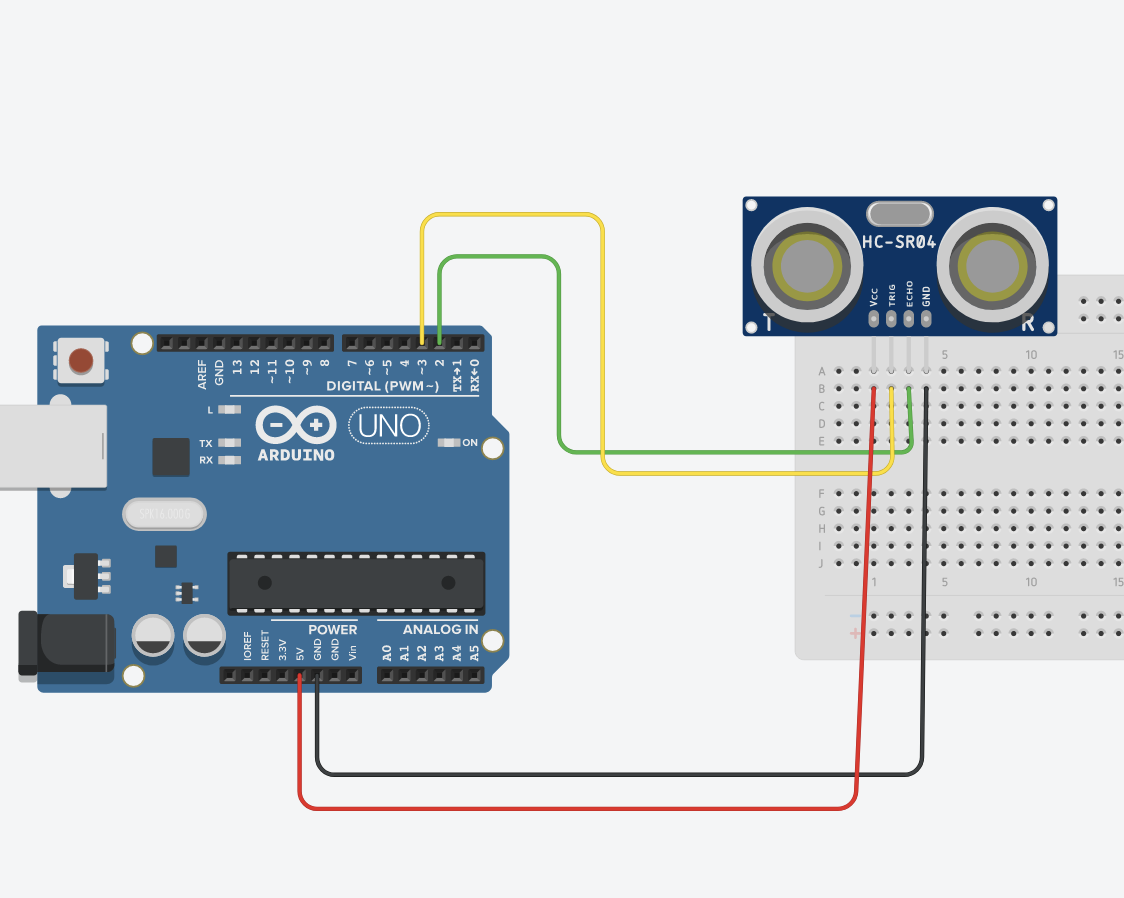 HC-SR04
VCC
TRIG
ECHO
GND
T
R
AREF
GND
13
12
~11
~10
~9
8
7
~6
~5
4
~3
2
TX→1
RX←0
DIGITAL (PWM~)
L
TX
RX
UNO
ON
ARDUINO
SPK16.000G
POWER
ANALOG IN
IOREF
RESET
3.3V
5V
GND
GND
Vin
A0
A1
A2
A3
A4
A5
5 10 15
A
B
C
D
E
F
G
H
I
J
1 5 10 15
−
+